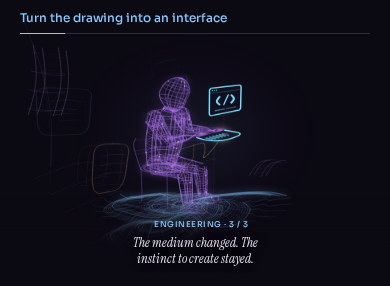 Turn the drawing into an interface
</>
ENGINEERING · 3 / 3
The medium changed. The
instinct to create stayed.